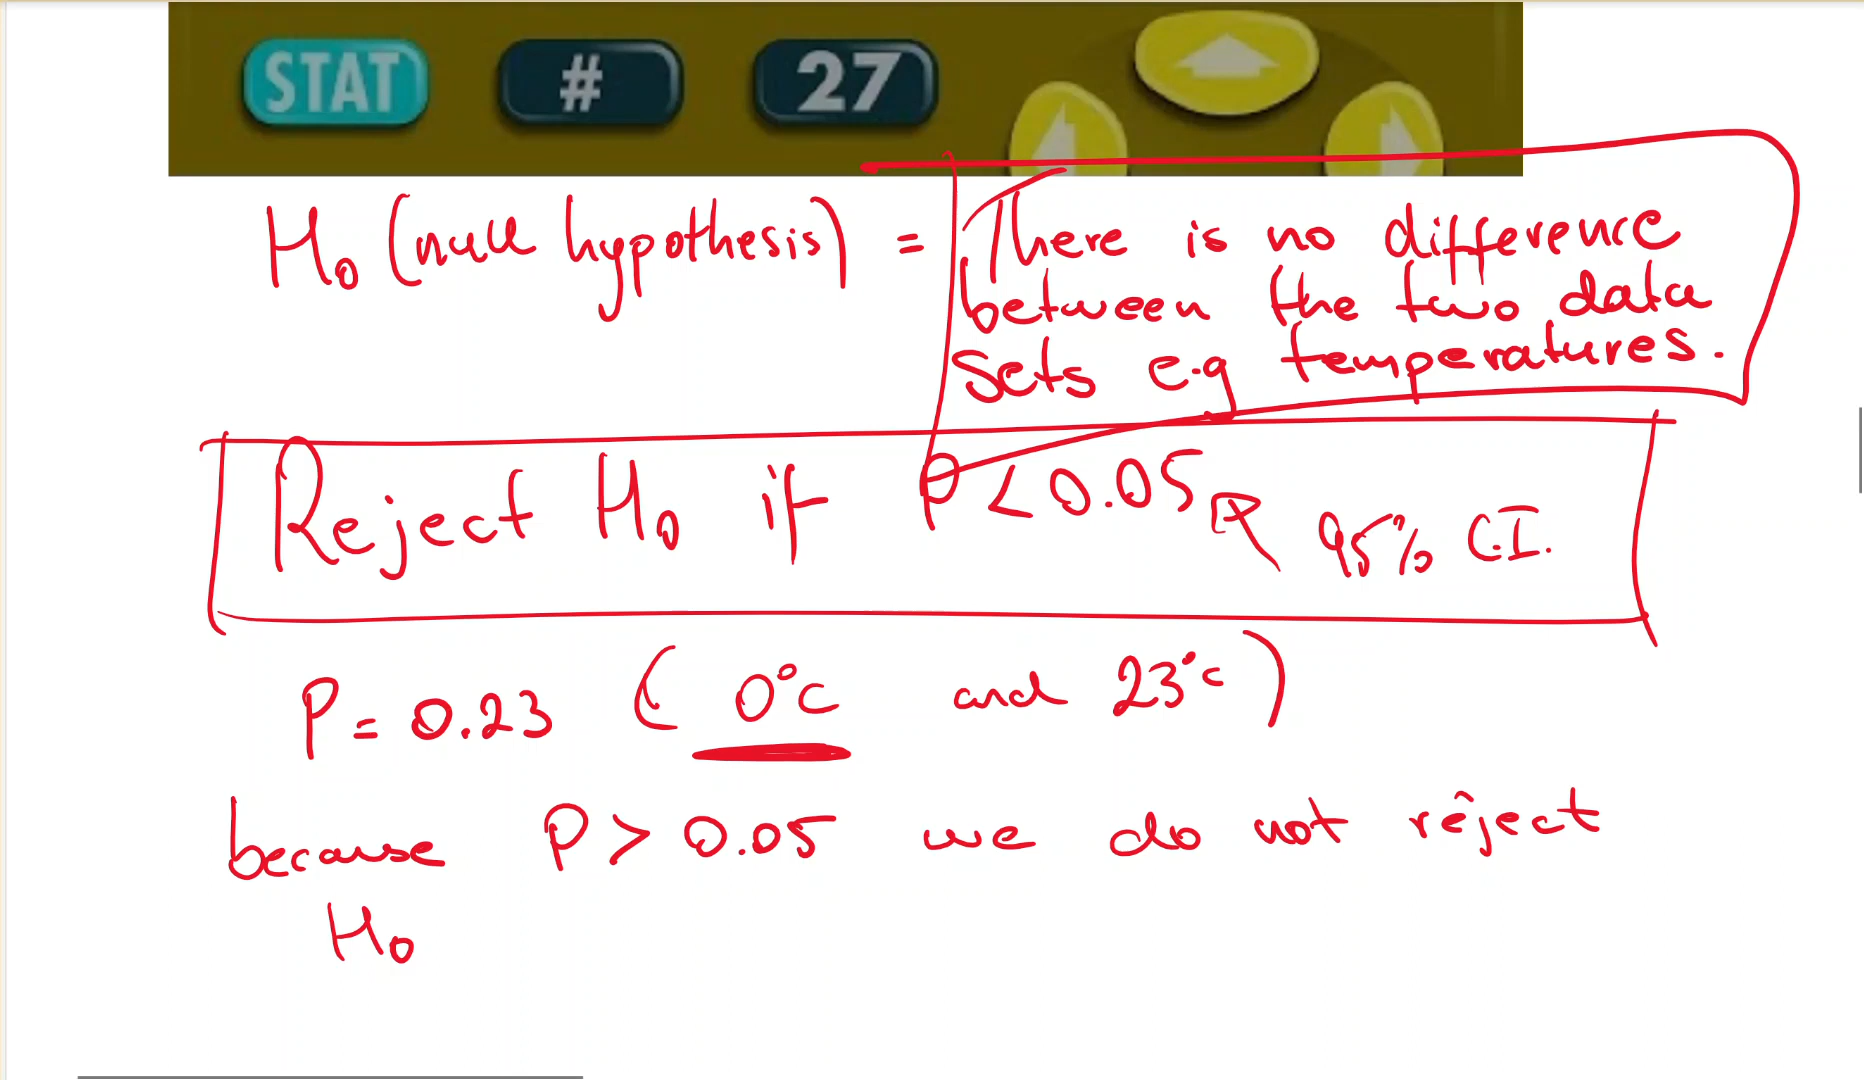 STAT # 27
H₀ (null hypothesis) = There is no difference
between the two data
sets e.g temperatures.
Reject H₀ if P < 0.05 95% C.I.
P = 0.23 ( 0°c and 23°c )
because P > 0.05 we do not reject
H₀